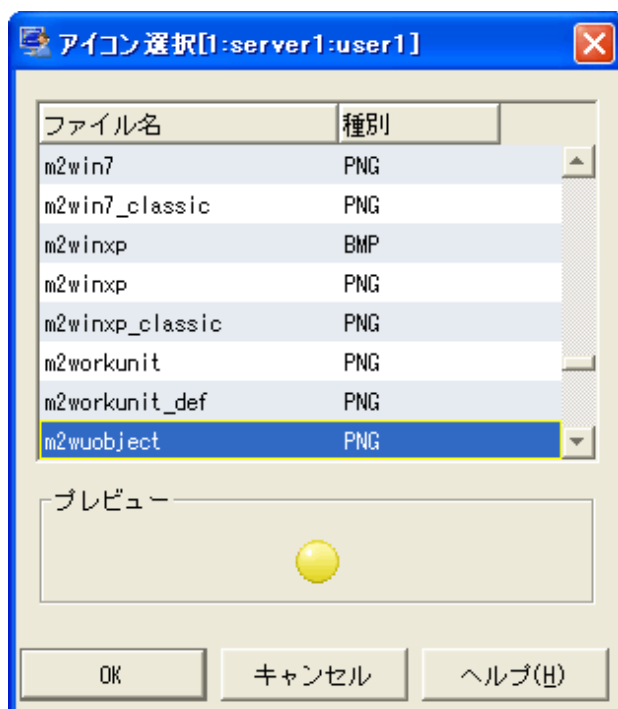 アイコン選択[1:server1:user1]
ファイル名 種別
m2win7 PNG
m2win7_classic PNG
m2winxp BMP
m2winxp PNG
m2winxp_classic PNG
m2workunit PNG
m2workunit_def PNG
m2wuobject PNG
プレビュー
OK キャンセル ヘルプ(H)